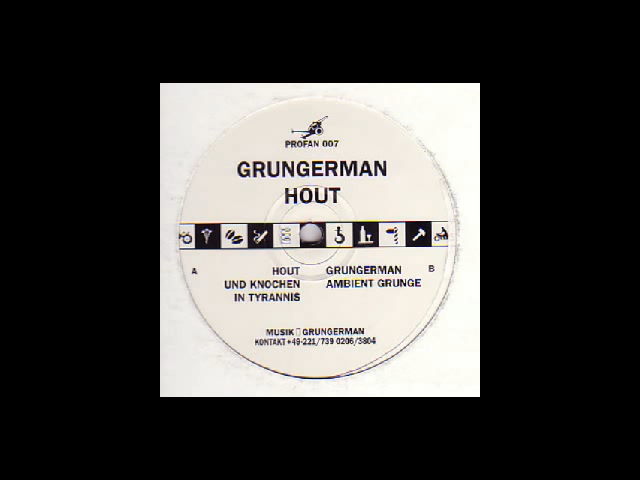 PROFAN 007
GRUNGERMAN
HOUT
A
HOUT
UND KNOCHEN
IN TYRANNIS
GRUNGERMAN
AMBIENT GRUNGE
B
MUSIK▯GRUNGERMAN
KONTAKT +49-221/739 0206/3804